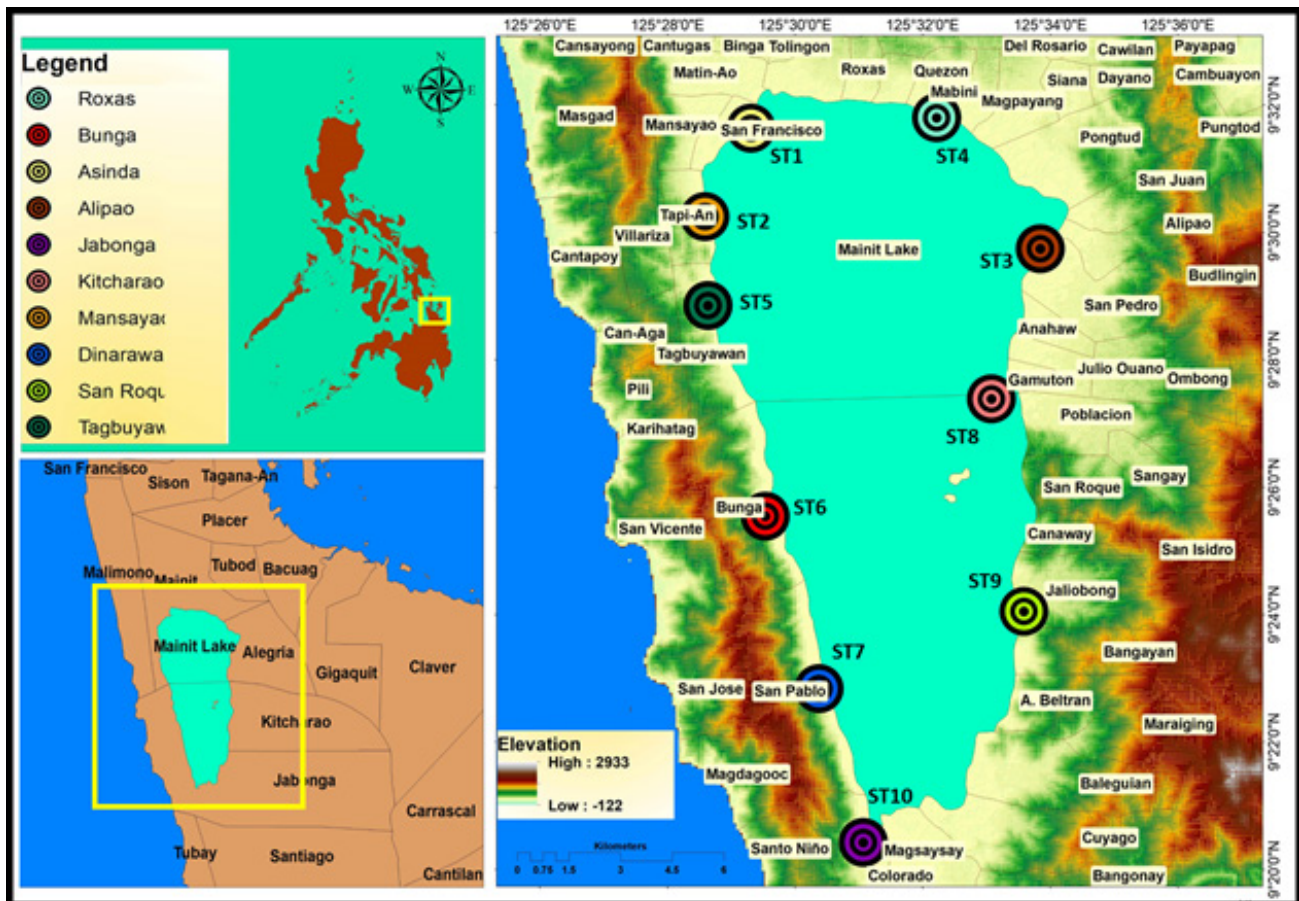 Legend
Roxas
Bunga
Asinda
Alipao
Jabonga
Kitcharao
Mansayac
Dinarawa
San Roqu
Tagbuyaw
N
W E
S
San Francisco
Sison
Tagana-An
Placer
Tubod
Bacuag
Malimono
Mainit
Mainit Lake
Alegria
Gigaquit
Claver
Kitcharao
Jabonga
Carrascal
Tubay
Santiago
Cantilan
125°26'0"E 125°28'0"E 125°30'0"E 125°32'0"E 125°34'0"E 125°36'0"E
Cansayong
Cantugas
Binga
Tolingon
Del Rosario
Cawilan
Payapag
Matin-Ao
Roxas
Quezon
Siana
Dayano
Cambuayon
Mabini
Magpayang
Masgad
Mansayao
San Francisco
Pongtud
Pungtod
ST1
ST4
San Juan
Tapi-An
ST2
Alipao
Villariza
Mainit Lake
Cantapoy
ST3
Budlingin
ST5
San Pedro
Can-Aga
Anahaw
Tagbuyawan
Julio Ouano
Pili
Gamuton
Ombong
Poblacion
Karihatag
ST8
Sangay
San Roque
Bunga
ST6
San Vicente
Canaway
San Isidro
ST9
Jaliobong
ST7
Bangayan
San Jose
San Pablo
A. Beltran
Maraiging
Elevation
High : 2933
Low : -122
Magdagooc
Baleguian
ST10
Cuyago
Kilometers
0 0.75 1.5 3 4.5 6
Santo Niño
Magsaysay
Colorado
Bangonay
9°32'0"N
9°30'0"N
9°28'0"N
9°26'0"N
9°24'0"N
9°22'0"N
9°20'0"N